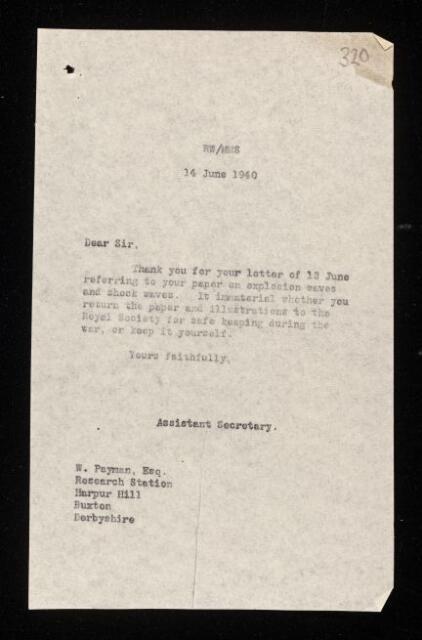 320
RW/MMS
14 June 1940
Dear Sir,
Thank you for your letter of 13 June
referring to your paper on explosion waves
and shock waves. It immaterial whether you
return the paper and illustrations to the
Royal Society for safe keeping during the
war, or keep it yourself.
Yours faithfully,
Assistant Secretary.
W. Payman, Esq.
Research Station
Harpur Hill
Buxton
Derbyshire